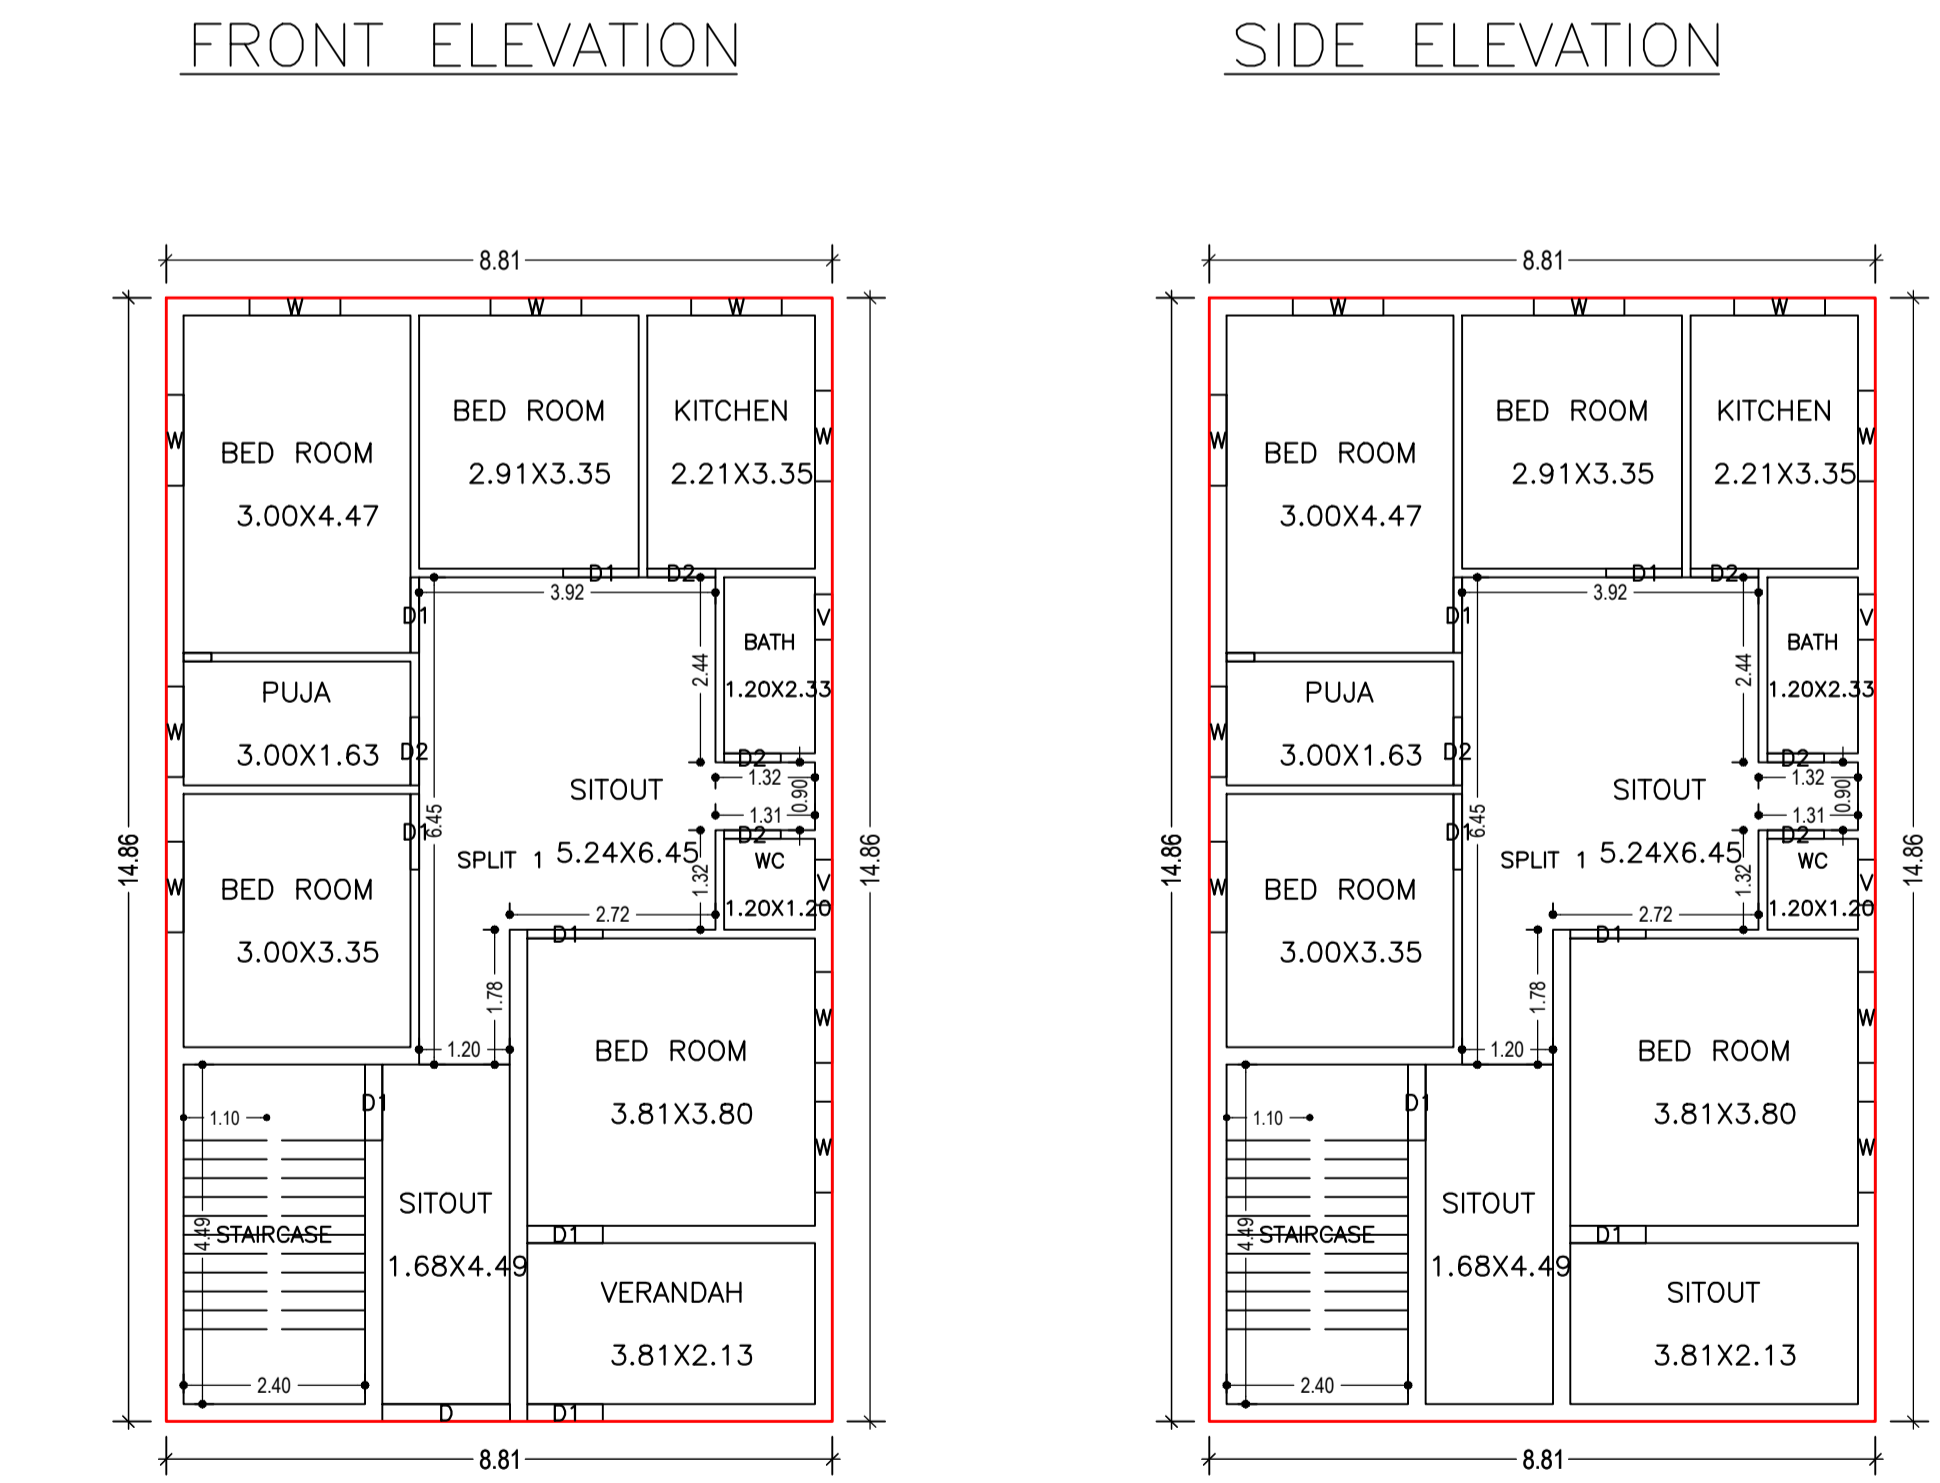 FRONT ELEVATION
SIDE ELEVATION
8.81
W
W
W
14.86
14.86
W
W
BED ROOM
3.00X4.47
BED ROOM
2.91X3.35
KITCHEN
2.21X3.35
D1
D2
3.92
D1
2.44
BATH
1.20X2.33
V
W
PUJA
3.00X1.63
D2
D2
1.32
0.90
1.31
D2
SITOUT
5.24X6.45
SPLIT 1
6.45
D1
1.32
WC
1.20X1.20
V
W
BED ROOM
3.00X3.35
2.72
D1
1.78
1.20
BED ROOM
3.81X3.80
W
W
D1
1.10
4.49
STAIRCASE
2.40
SITOUT
1.68X4.49
D1
VERANDAH
3.81X2.13
D
D1
8.81
8.81
W
W
W
14.86
14.86
W
W
BED ROOM
3.00X4.47
BED ROOM
2.91X3.35
KITCHEN
2.21X3.35
D1
D2
3.92
D1
2.44
BATH
1.20X2.33
V
W
PUJA
3.00X1.63
D2
D2
1.32
0.90
1.31
D2
SITOUT
5.24X6.45
SPLIT 1
6.45
D1
1.32
WC
1.20X1.20
V
W
BED ROOM
3.00X3.35
2.72
D1
1.78
1.20
BED ROOM
3.81X3.80
W
W
D1
1.10
4.49
STAIRCASE
2.40
SITOUT
1.68X4.49
D1
SITOUT
3.81X2.13
8.81